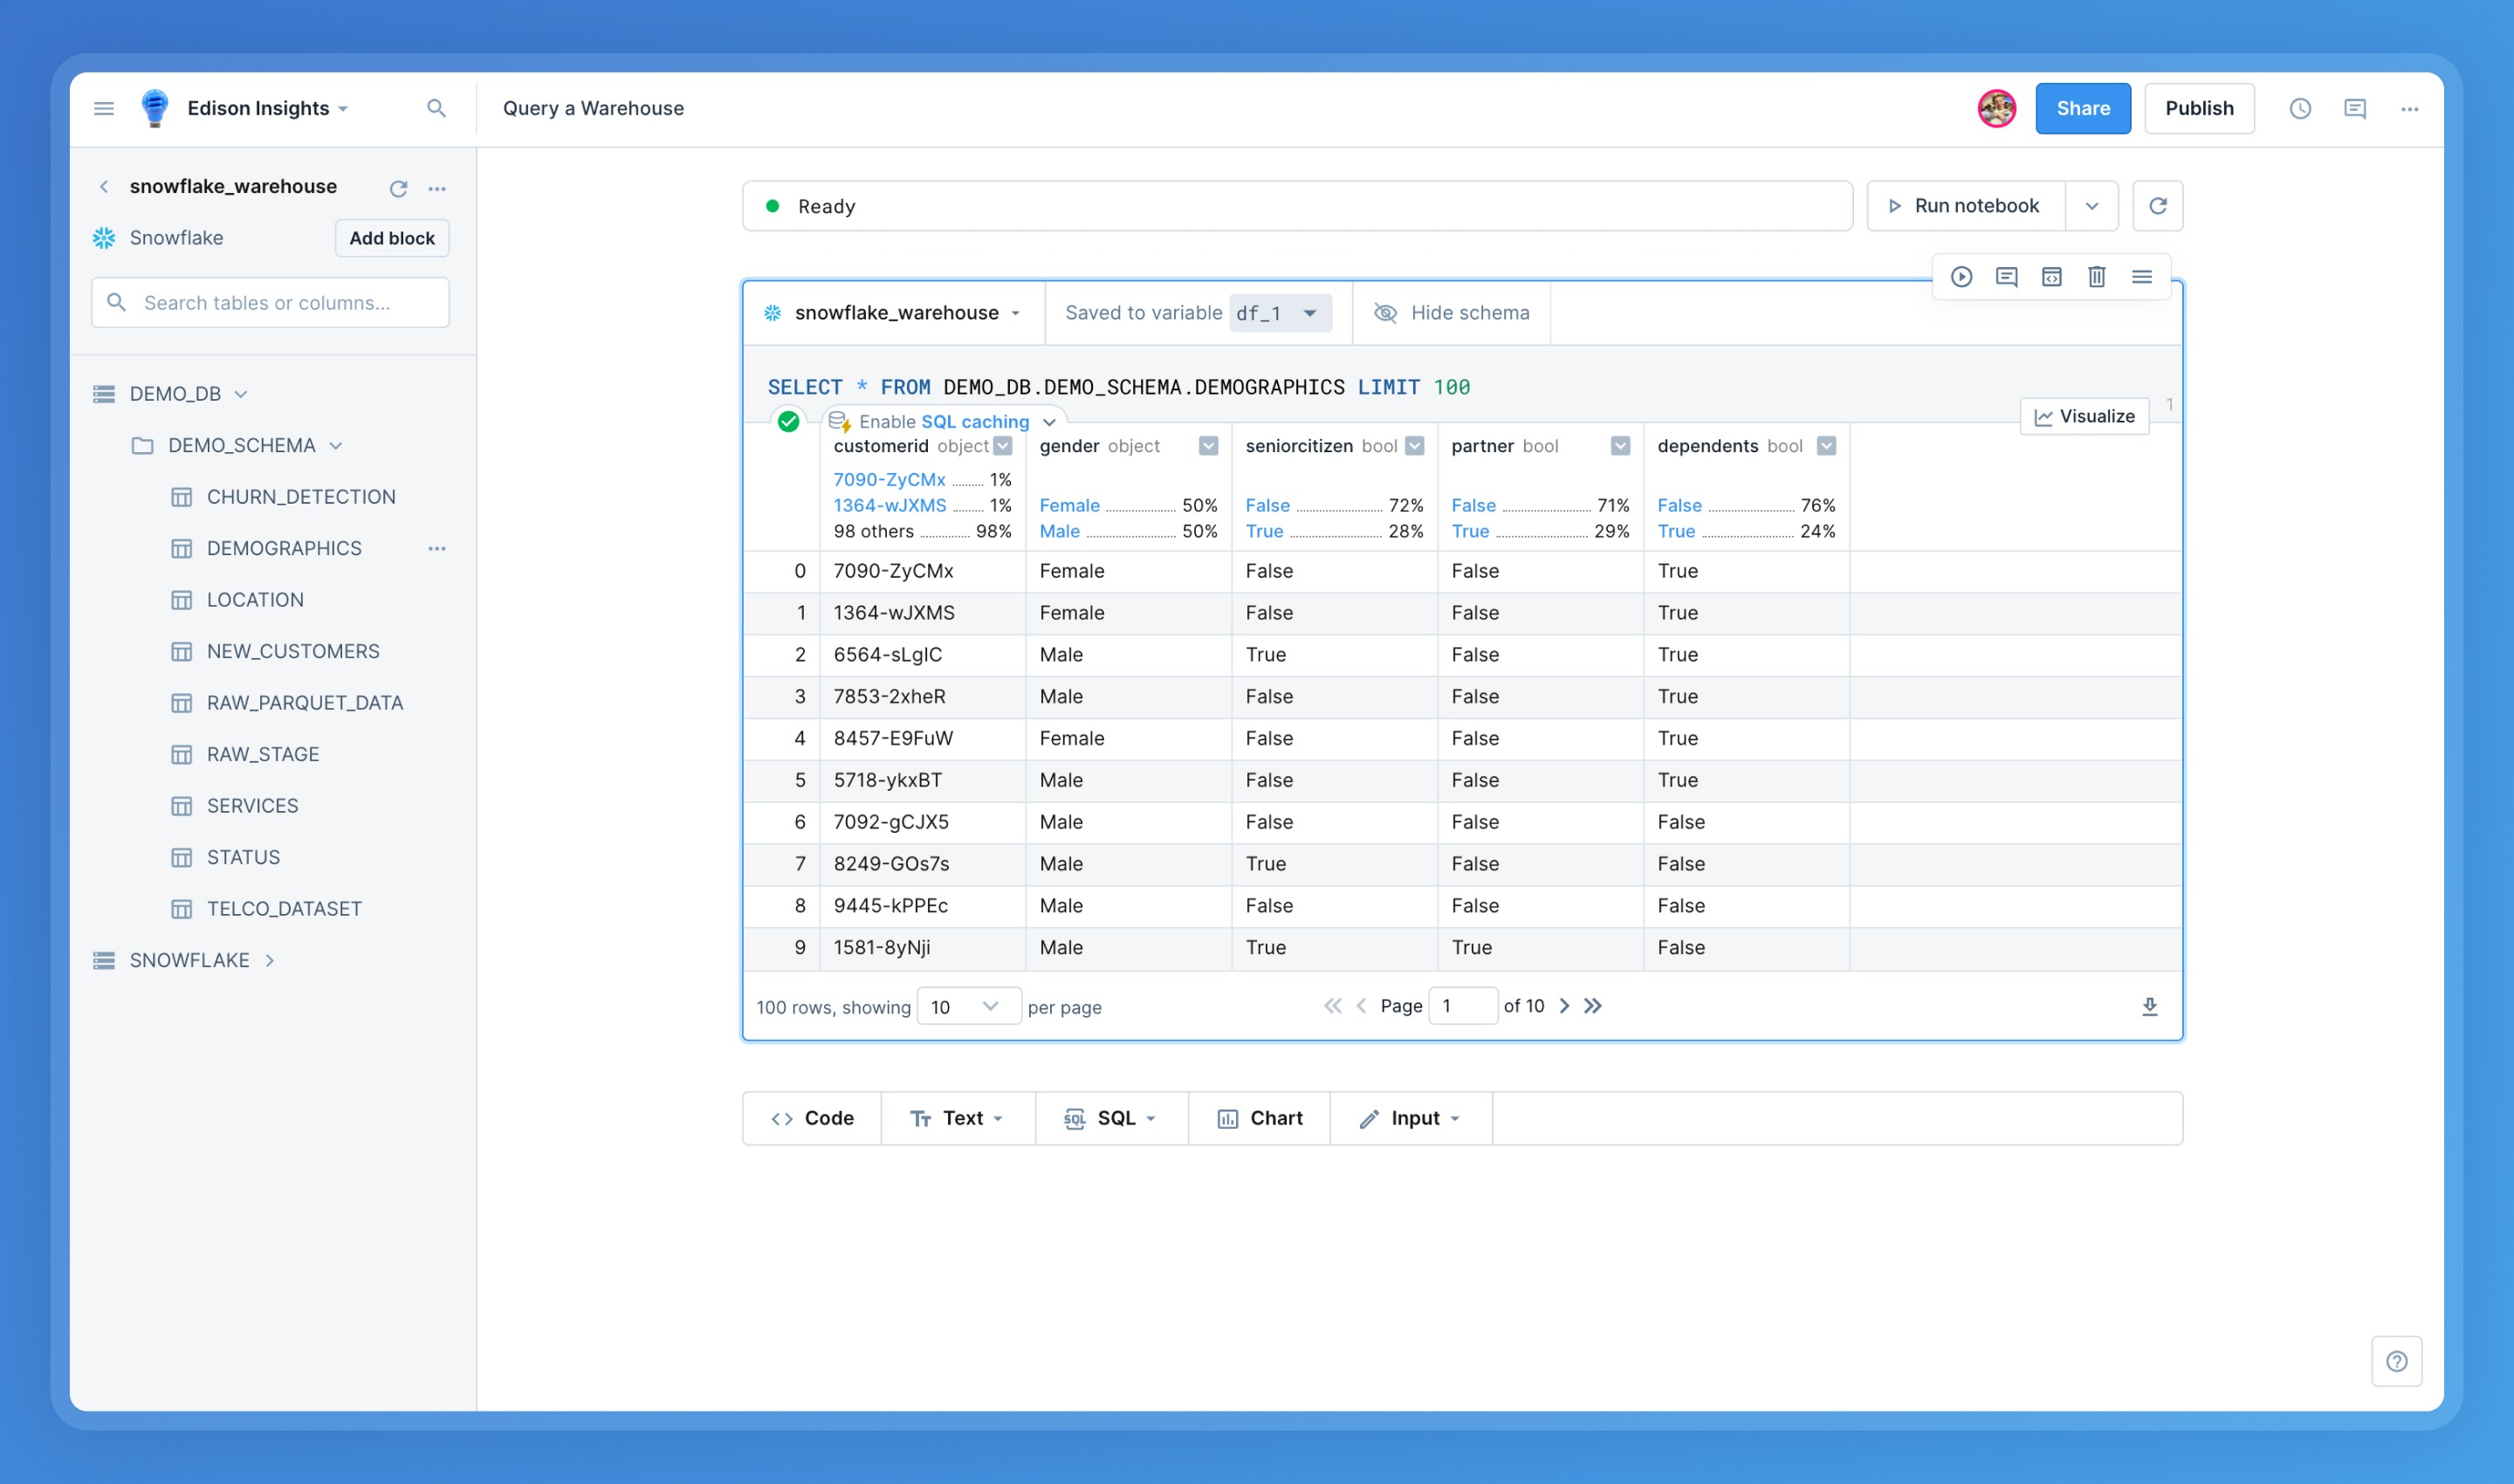 Edison Insights
Query a Warehouse
Share
Publish
snowflake_warehouse
Snowflake
Add block
Search tables or columns...
DEMO_DB
DEMO_SCHEMA
CHURN_DETECTION
DEMOGRAPHICS
LOCATION
NEW_CUSTOMERS
RAW_PARQUET_DATA
RAW_STAGE
SERVICES
STATUS
TELCO_DATASET
SNOWFLAKE
Ready
Run notebook
snowflake_warehouse Saved to variable df_1 Hide schema
SELECT * FROM DEMO_DB.DEMO_SCHEMA.DEMOGRAPHICS LIMIT 100
1
Enable SQL caching
Visualize
customerid object gender object seniorcitizen bool partner bool dependents bool
7090-ZyCMx 1%
1364-wJXMS 1% Female 50% False 72% False 71% False 76%
98 others 98% Male 50% True 28% True 29% True 24%
0 7090-ZyCMx Female False False True
1 1364-wJXMS Female False False True
2 6564-sLgIC Male True False True
3 7853-2xheR Male False False True
4 8457-E9FuW Female False False True
5 5718-ykxBT Male False False True
6 7092-gCJX5 Male False False False
7 8249-GOs7s Male True False False
8 9445-kPPEc Male False False False
9 1581-8yNji Male True True False
100 rows, showing 10 per page Page 1 of 10
Code Text SQL Chart Input